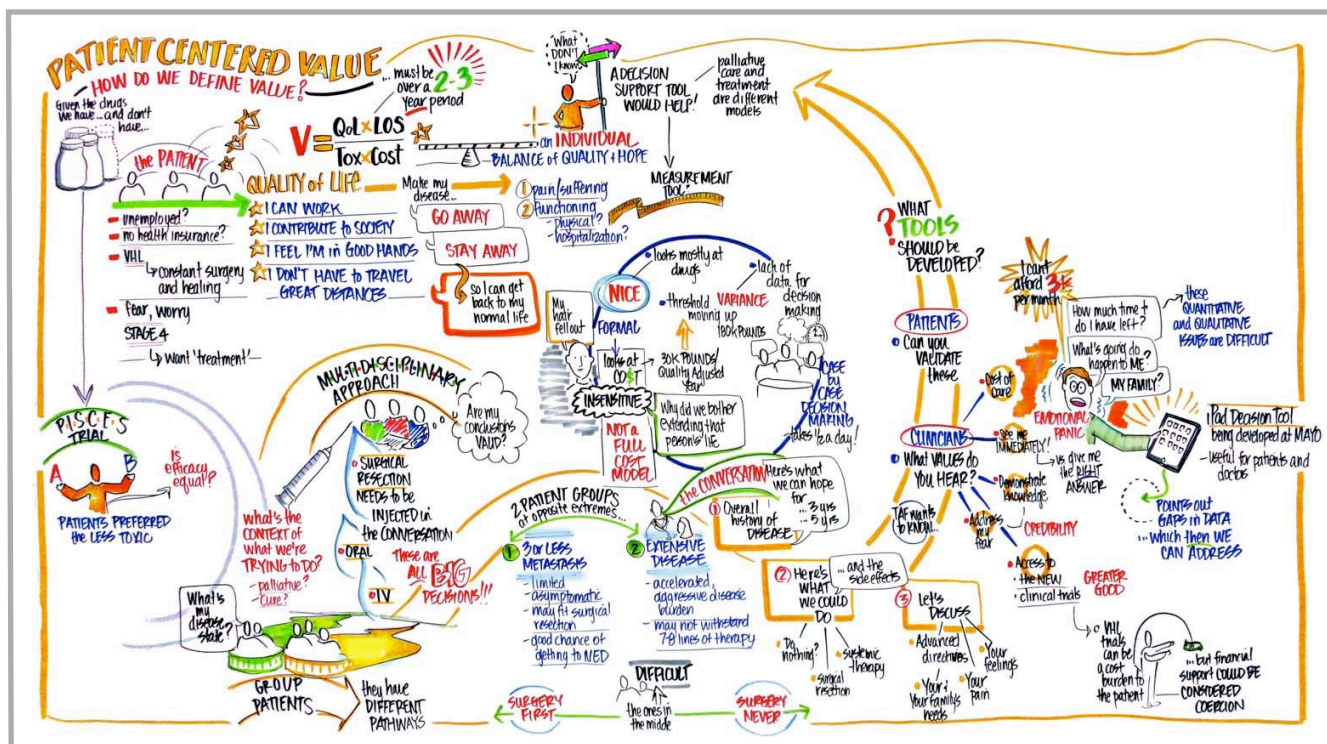 PATIENT CENTERED VALUE
HOW DO WE DEFINE VALUE?
Given the drugs
we have... and don't
have...
... must be
over a 2-3
year period
V = QoL x LOS
Tox x Cost
What
DON'T
I know
an INDIVIDUAL
BALANCE of QUALITY + HOPE
A DECISION
SUPPORT TOOL
WOULD HELP!
palliative
care and
treatment
are different
models
MEASUREMENT
TOOL?
the PATIENT
unemployed?
no health insurance?
VHL
constant surgery
and healing
fear, worry
STAGE 4
want 'treatment'
QUALITY of LIFE
I CAN WORK
I CONTRIBUTE TO SOCIETY
I FEEL I'M IN GOOD HANDS
I DON'T HAVE TO TRAVEL
GREAT DISTANCES
Make my
disease...
GO AWAY
STAY AWAY
so I can get
back to my
normal life
1 pain/suffering
2 functioning
- physical?
- hospitalization?
PISCES
TRIAL
A
B
is
efficacy
equal?
PATIENTS PREFERRED
the LESS TOXIC
MULTI-DISCIPLINARY
APPROACH
Are my
conclusions
VALID?
SURGICAL
RESECTION
NEEDS to be
INJECTED in
the CONVERSATION
ORAL
IV
These are
ALL BIG
DECISIONS!!!
what's the
CONTEXT of
what we're
TRYING TO DO?
- palliative?
- Cure?
What's
my
disease
state?
GROUP
PATIENTS
they have
DIFFERENT
PATHWAYS
NICE
looks mostly at
drugs
VARIANCE
lack of
data for
decision
making
threshold
moving up
180K POUNDS
FORMAL
My
hair
fell out
looks at
CO$T
30K POUNDS/
Quality Adjusted
Year
INSENSITIVE
NOT A
FULL
COST
MODEL!
Why did we bother
extending that
person's LIFE
CASE
by
CASE
DECISION
MAKING
takes 1/2 a day!
2 PATIENT GROUPS
of opposite extremes...
1 3 or LESS
METASTASIS
- limited
- asymptomatic
- may fit surgical
resection
- good chance of
getting to NED
2 EXTENSIVE
DISEASE
- accelerated,
aggressive disease
burden
- may not withstand
7-8 lines of therapy
SURGERY
FIRST
DIFFICULT
the ones in
the middle
SURGERY
NEVER
the CONVERSATION
1 Overall
history of
DISEASE
Here's what
we can hope
for...
... 3 yrs
... 5 yrs
2 Here's
WHAT
WE COULD
DO
... and the
side effects
Do
nothing?
surgical
resection
systemic
therapy
3 Let's
DISCUSS
Advanced
directives
Your
feelings
Your +
Your family's
needs
Your
pain
? WHAT
TOOLS
SHOULD be
DEVELOPED?
PATIENTS
Can you
VALIDATE
these
CLINICIANS
WHAT VALUES do
YOU HEAR?
TAF wants
to KNOW...
Cost of
care
see me
IMMEDIATELY!
us give me
the RIGHT
ANSWER
Demonstrate
knowledge
CREDIBILITY
Address
my
fear
Access to
the NEW
clinical trials
GREATER
GOOD
VHL
trials
can be
a cost
burden to
the patient
... but financial
support COULD BE
CONSIDERED
COERCION
I can't
afford 3K
per month
How much time +
do I have left?
What's going do
happen to ME?
MY FAMILY?
EMOTIONAL
PANIC
these
QUANTITATIVE
and QUALITATIVE
ISSUES are DIFFICULT
iPad Decision Tool
being developed at MAYO
- useful for patients and
doctors
POINTS OUT
GAPS in DATA
... which then WE
CAN ADDRESS